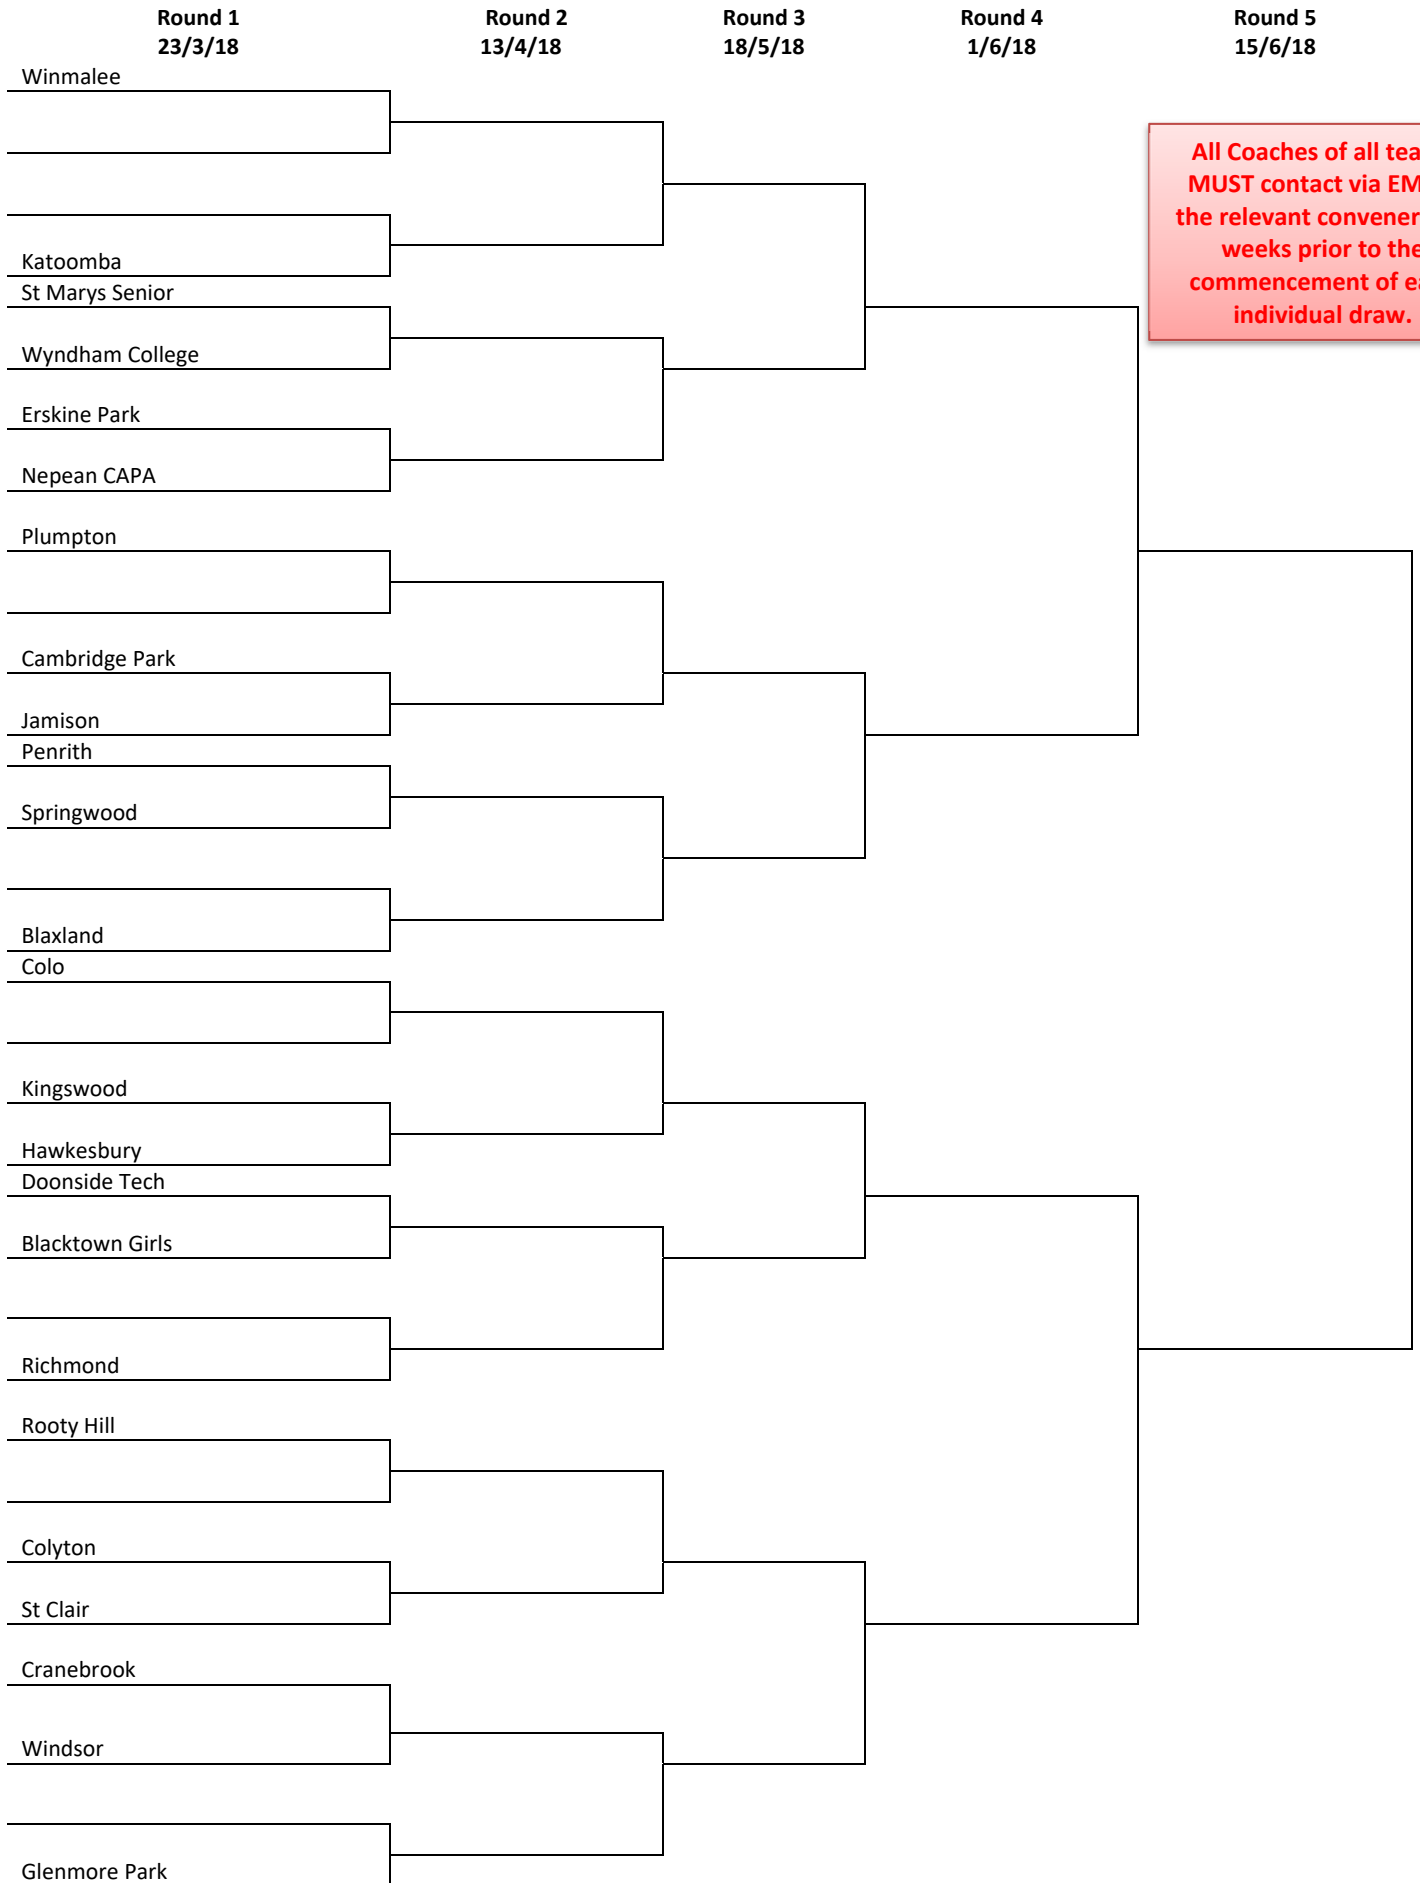 Round 1 Round 2 Round 3 Round 4 Round 5
23/3/18 13/4/18 18/5/18 1/6/18 15/6/18
Winmalee
All Coaches of all tea
MUST contact via EM
the relevant convener
weeks prior to the
commencement of ea
individual draw.
Katoomba
St Marys Senior
Wyndham College
Erskine Park
Nepean CAPA
Plumpton
Cambridge Park
Jamison
Penrith
Springwood
Blaxland
Colo
Kingswood
Hawkesbury
Doonside Tech
Blacktown Girls
Richmond
Rooty Hill
Colyton
St Clair
Cranebrook
Windsor
Glenmore Park